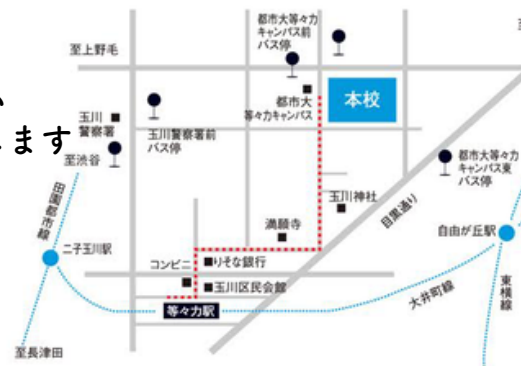 都市大等々力
キャンパス前
バス停
至上野毛
都市大
等々力キャンパス
本校
玉川
警察署
玉川警察署前
バス停
ます
至渋谷
都市大等々力
キャンパス東
バス停
田園都市線
玉川神社
目黒通り
満願寺
自由が丘駅
二子玉川駅
コンビニ
りそな銀行
玉川区民会館
大井町線
東横線
等々力駅
至長津田